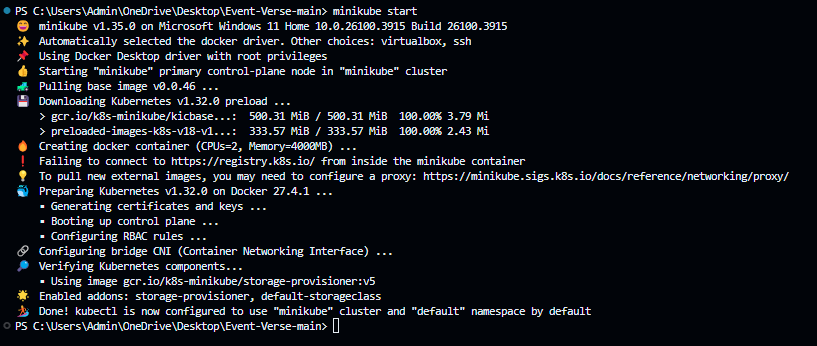 PS C:\Users\Admin\OneDrive\Desktop\Event-Verse-main> minikube start
😄 minikube v1.35.0 on Microsoft Windows 11 Home 10.0.26100.3915 Build 26100.3915
✨ Automatically selected the docker driver. Other choices: virtualbox, ssh
📌 Using Docker Desktop driver with root privileges
👍 Starting "minikube" primary control-plane node in "minikube" cluster
🚜 Pulling base image v0.0.46 ...
💾 Downloading Kubernetes v1.32.0 preload ...
> gcr.io/k8s-minikube/kicbase...: 500.31 MiB / 500.31 MiB 100.00% 3.79 Mi
> preloaded-images-k8s-v18-v1...: 333.57 MiB / 333.57 MiB 100.00% 2.43 Mi
🔥 Creating docker container (CPUs=2, Memory=4000MB) ...
❗ Failing to connect to https://registry.k8s.io/ from inside the minikube container
💡 To pull new external images, you may need to configure a proxy: https://minikube.sigs.k8s.io/docs/reference/networking/proxy/
🐳 Preparing Kubernetes v1.32.0 on Docker 27.4.1 ...
▪ Generating certificates and keys ...
▪ Booting up control plane ...
▪ Configuring RBAC rules ...
🔗 Configuring bridge CNI (Container Networking Interface) ...
🔎 Verifying Kubernetes components...
▪ Using image gcr.io/k8s-minikube/storage-provisioner:v5
🌟 Enabled addons: storage-provisioner, default-storageclass
🏄 Done! kubectl is now configured to use "minikube" cluster and "default" namespace by default
PS C:\Users\Admin\OneDrive\Desktop\Event-Verse-main>